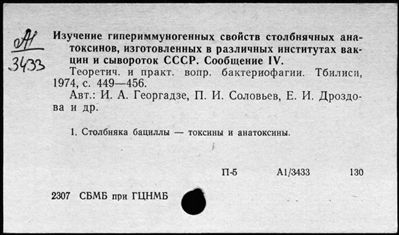 А1
3433
Изучение гипериммуногенных свойств столбнячных ана-
токсинов, изготовленных в различных институтах вак-
цин и сывороток СССР. Сообщение IV.
Теоретич. и практ. вопр. бактериофагии. Тбилиси,
1974, с. 449—456.
Авт.: И. А. Георгадзе, П. И. Соловьев, Е. И. Дроздо-
ва и др.
1. Столбняка бациллы — токсины и анатоксины.
П-б А1/3433 130
2307 СБМБ при ГЦНМБ